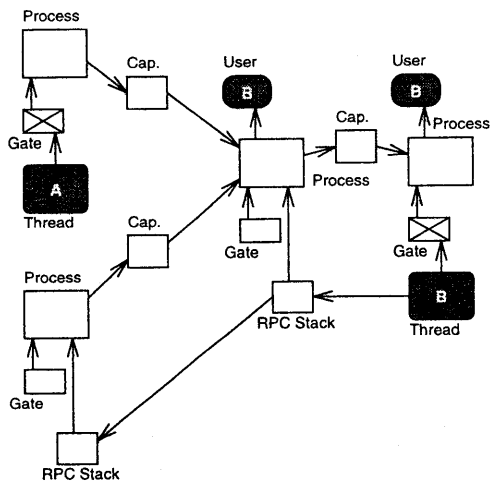 Process
Cap.
User
User
B
B
Cap.
Process
Gate
Process
A
Thread
Cap.
Gate
Gate
Process
B
RPC Stack
Thread
Gate
RPC Stack